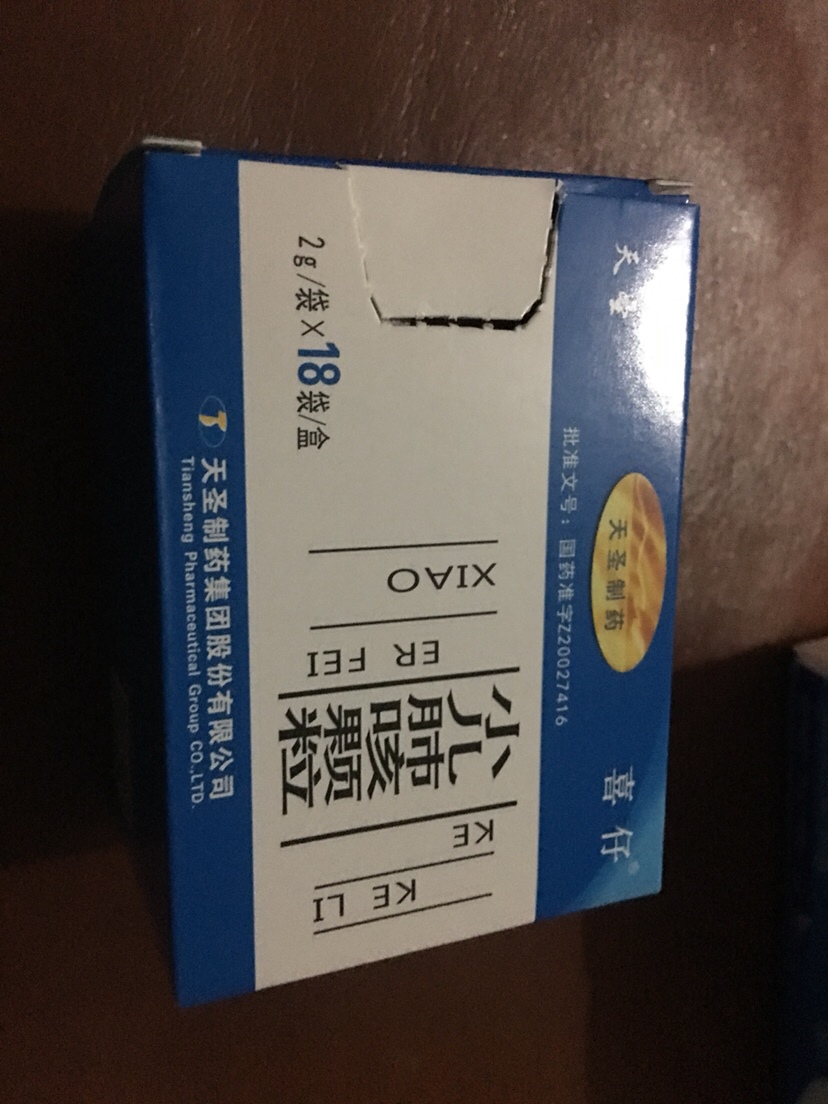 天圣
天圣制药
喜仔®
批准文号：国药准字Z20027416
XIAO
ER FEI
小儿
肺咳
颗
粒
KE
KE LI
2g/袋×18袋/盒
天圣制药集团股份有限公司
Tiansheng Pharmaceutical Group CO.,LTD.